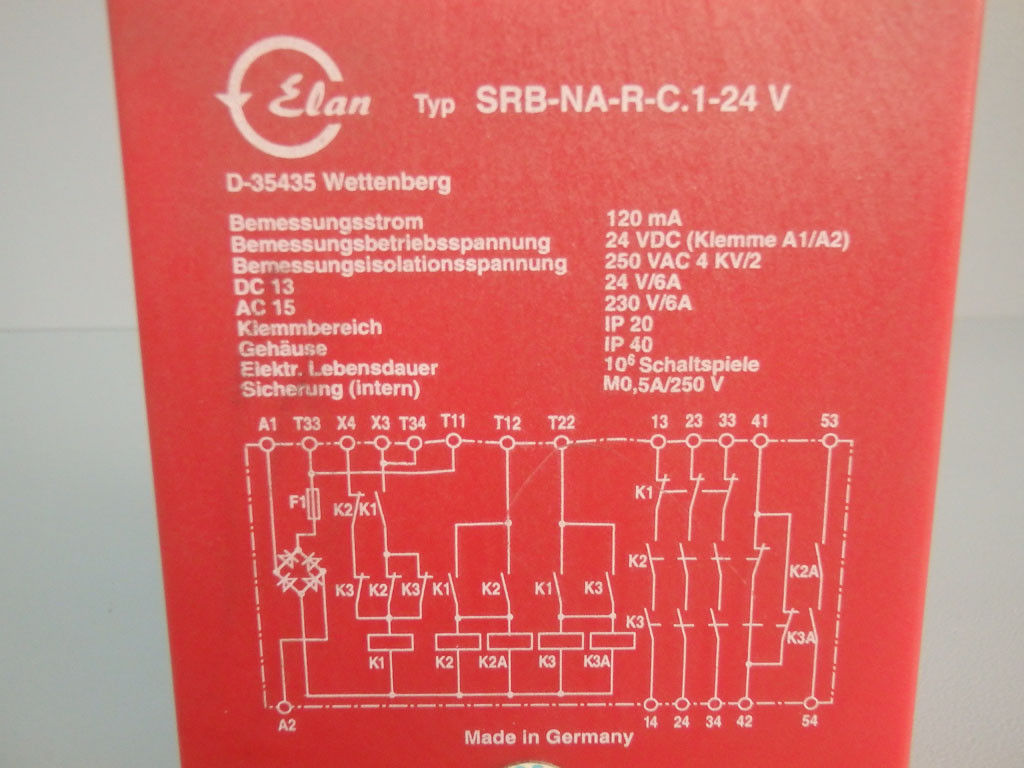 Elan Typ SRB-NA-R-C.1-24 V
D-35435 Wettenberg
Bemessungsstrom 120 mA
Bemessungsbetriebsspannung 24 VDC (Klemme A1/A2)
Bemessungsisolationsspannung 250 VAC 4 KV/2
DC 13 24 V/6A
AC 15 230 V/6A
Klemmbereich IP 20
Gehäuse IP 40
Elektr. Lebensdauer 10⁶ Schaltspiele
Sicherung (intern) M0,5A/250 V
A1 T33 X4 X3 T34 T11 T12 T22 13 23 33 41 53
F1 K2 K1 K1
K2 K2A
K3 K2 K3 K1 K2 K1 K3
K3 K3A
K1 K2 K2A K3 K3A
A2 14 24 34 42 54
Made in Germany